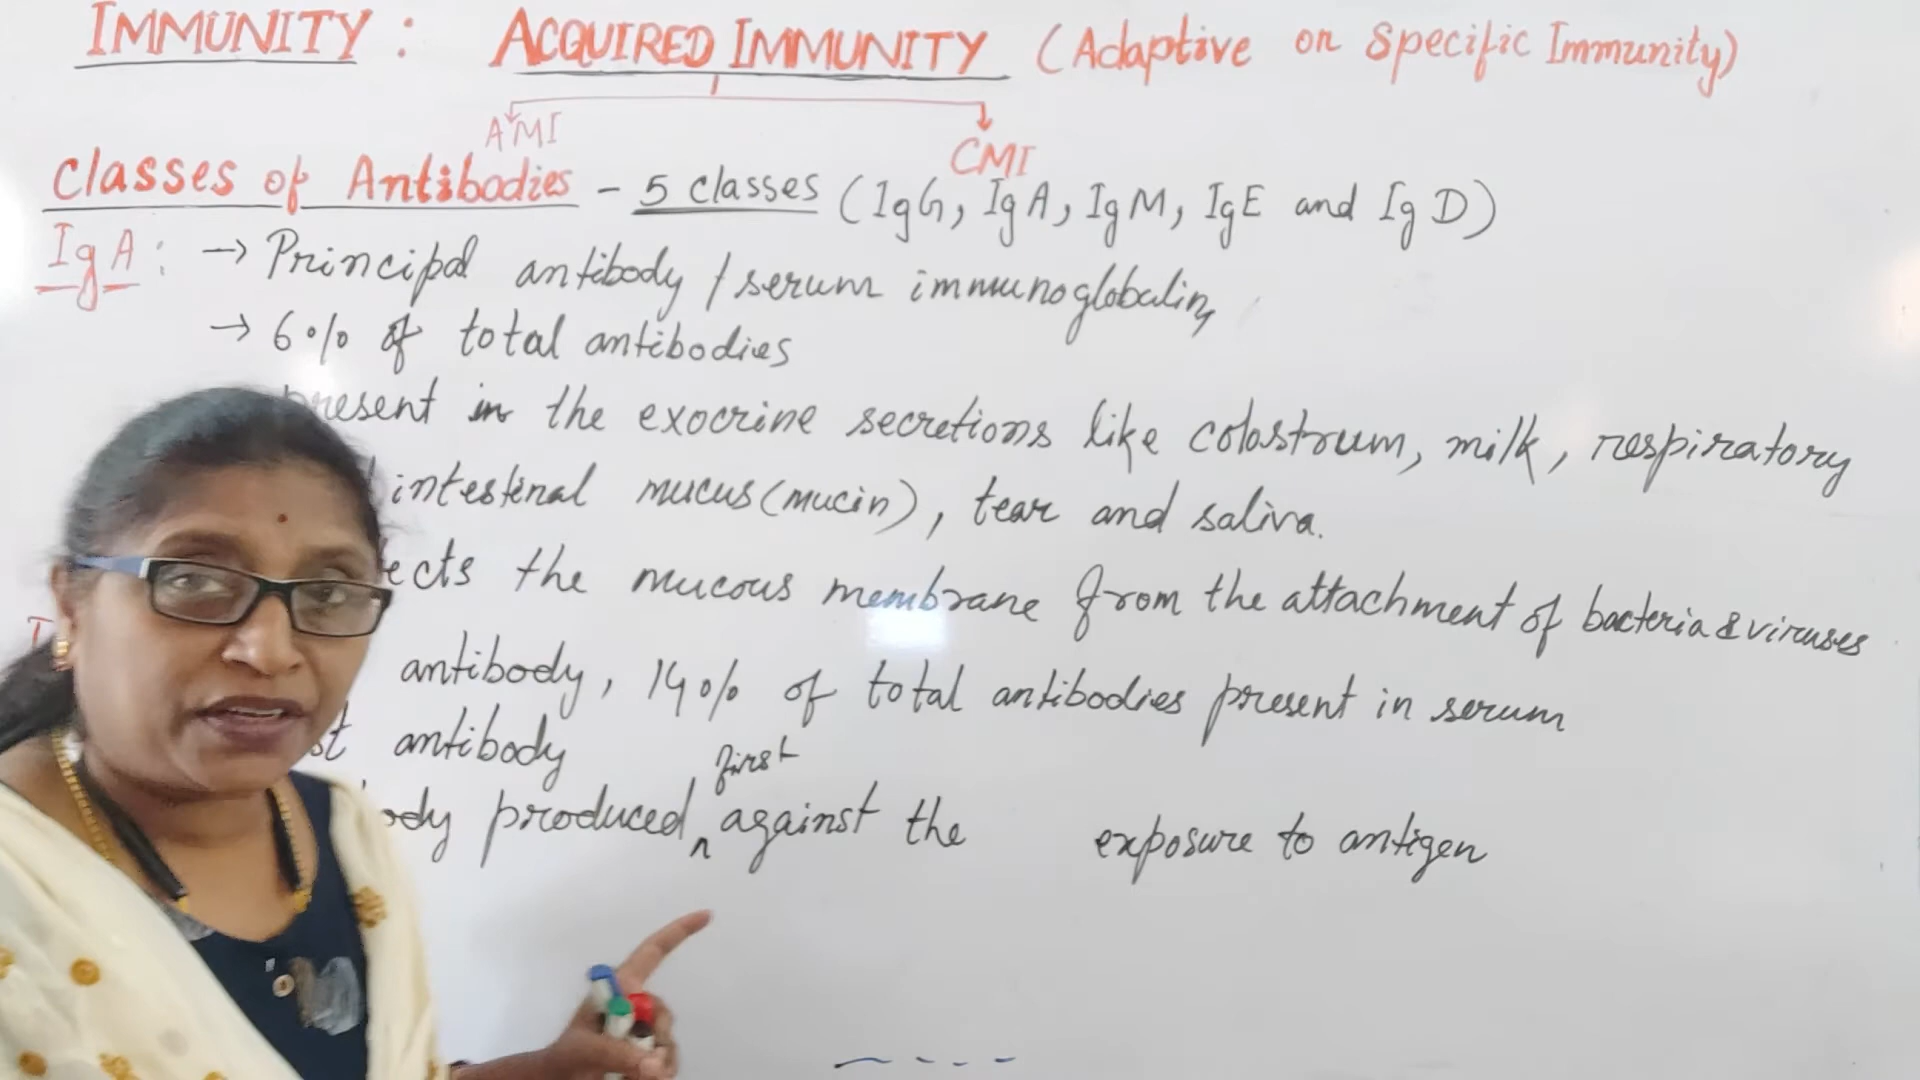 IMMUNITY : ACQUIRED IMMUNITY (Adaptive or Specific Immunity)
AMI
CMI
Classes of Antibodies - 5 classes (IgG, IgA, IgM, IgE and IgD)
IgA : → Principal antibody / serum immunoglobulin,
→ 6% of total antibodies
present in the exocrine secretions like colostrum, milk, respiratory
intestinal mucus (mucin), tear and saliva.
the mucous membrane from the attachment of bacteria & viruses
antibody, 14% of total antibodies present in serum
antibody
first
produced against the exposure to antigen